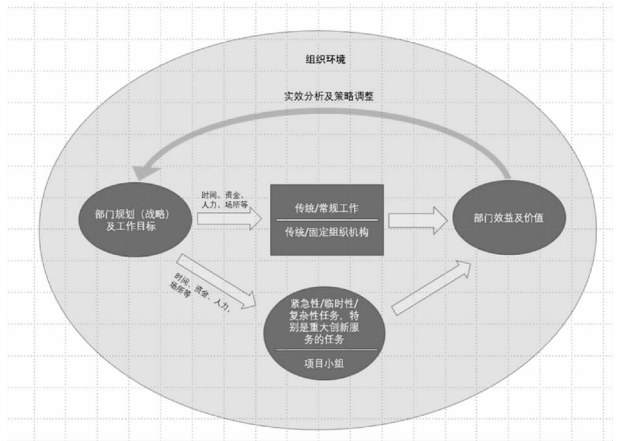 组织环境
实效分析及策略调整
部门规划（战略）
及工作目标
时间、资金、
人力、场所等
传统/常规工作
传统/固定组织机构
部门效益及价值
时间、资金、人力、
场所等
紧急性/临时性/
复杂性任务，特
别是重大创新服
务的任务
项目小组